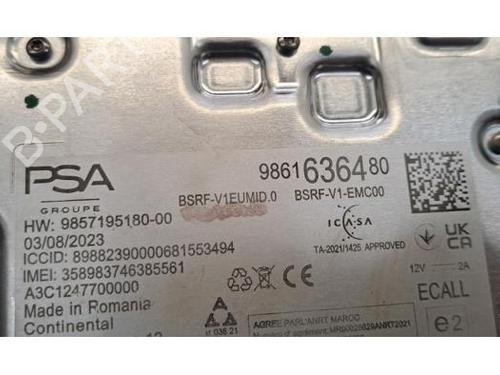 B-PARTS
PSA
GROUPE
9861636480
BSRF-V1EUMID.0 BSRF-V1-EMC00
HW: 9857195180-00
03/08/2023
ICCID: 89882390000681553494
IMEI: 358983746385561
A3C1247700000
Made in Romania
Continental
ICASA
TA-2021/1425 APPROVED
UK
CA
12V 2A
ECALL
e2
AGREE PAR L'ANRT MAROC